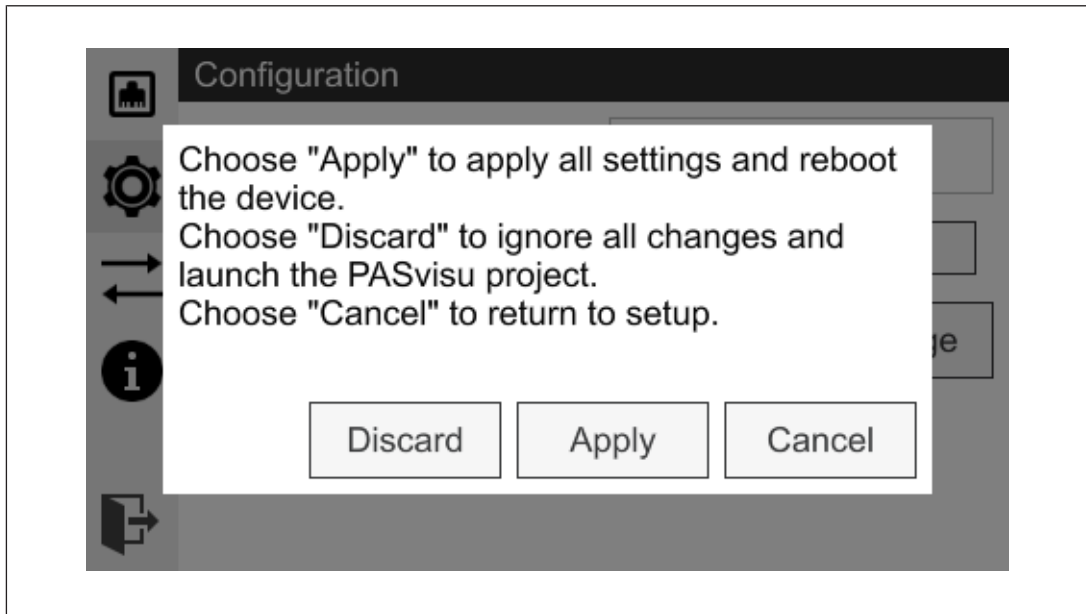 Configuration
Choose "Apply" to apply all settings and reboot
the device.
Choose "Discard" to ignore all changes and
launch the PASvisu project.
Choose "Cancel" to return to setup.
Discard Apply Cancel